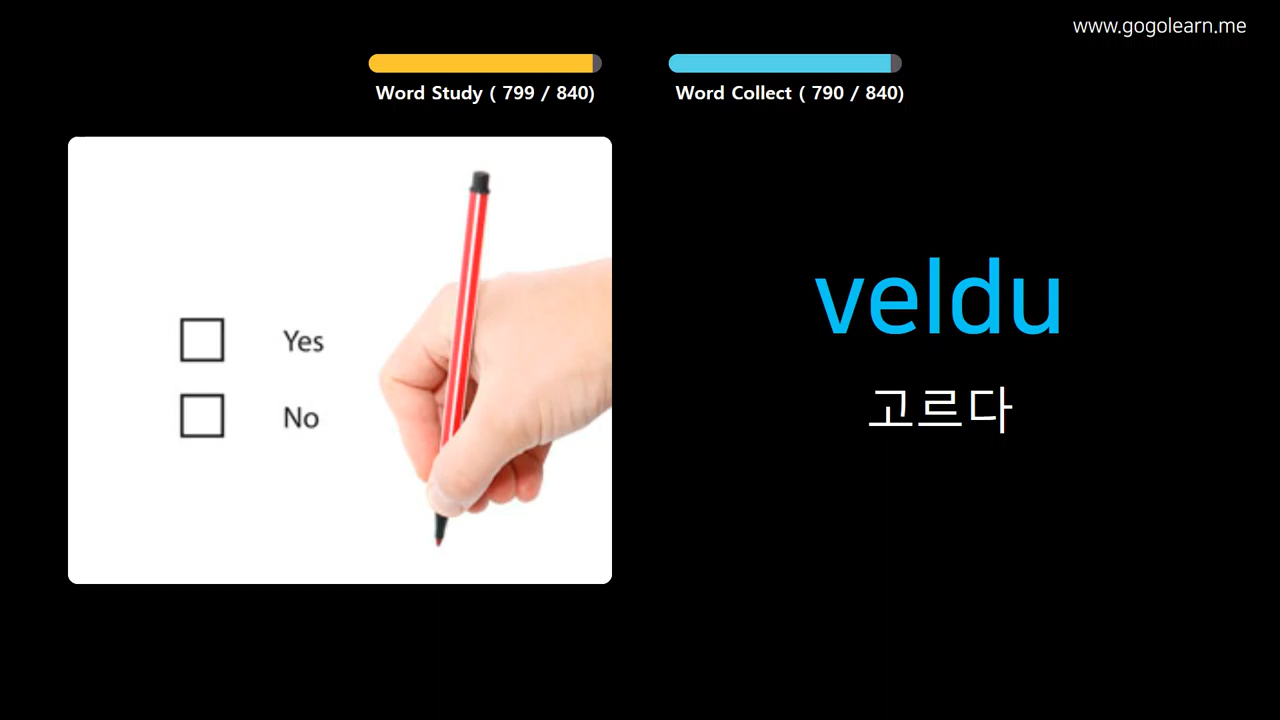 www.gogolearn.me
Word Study ( 799 / 840)
Word Collect ( 790 / 840)
Yes
No
veldu
고르다